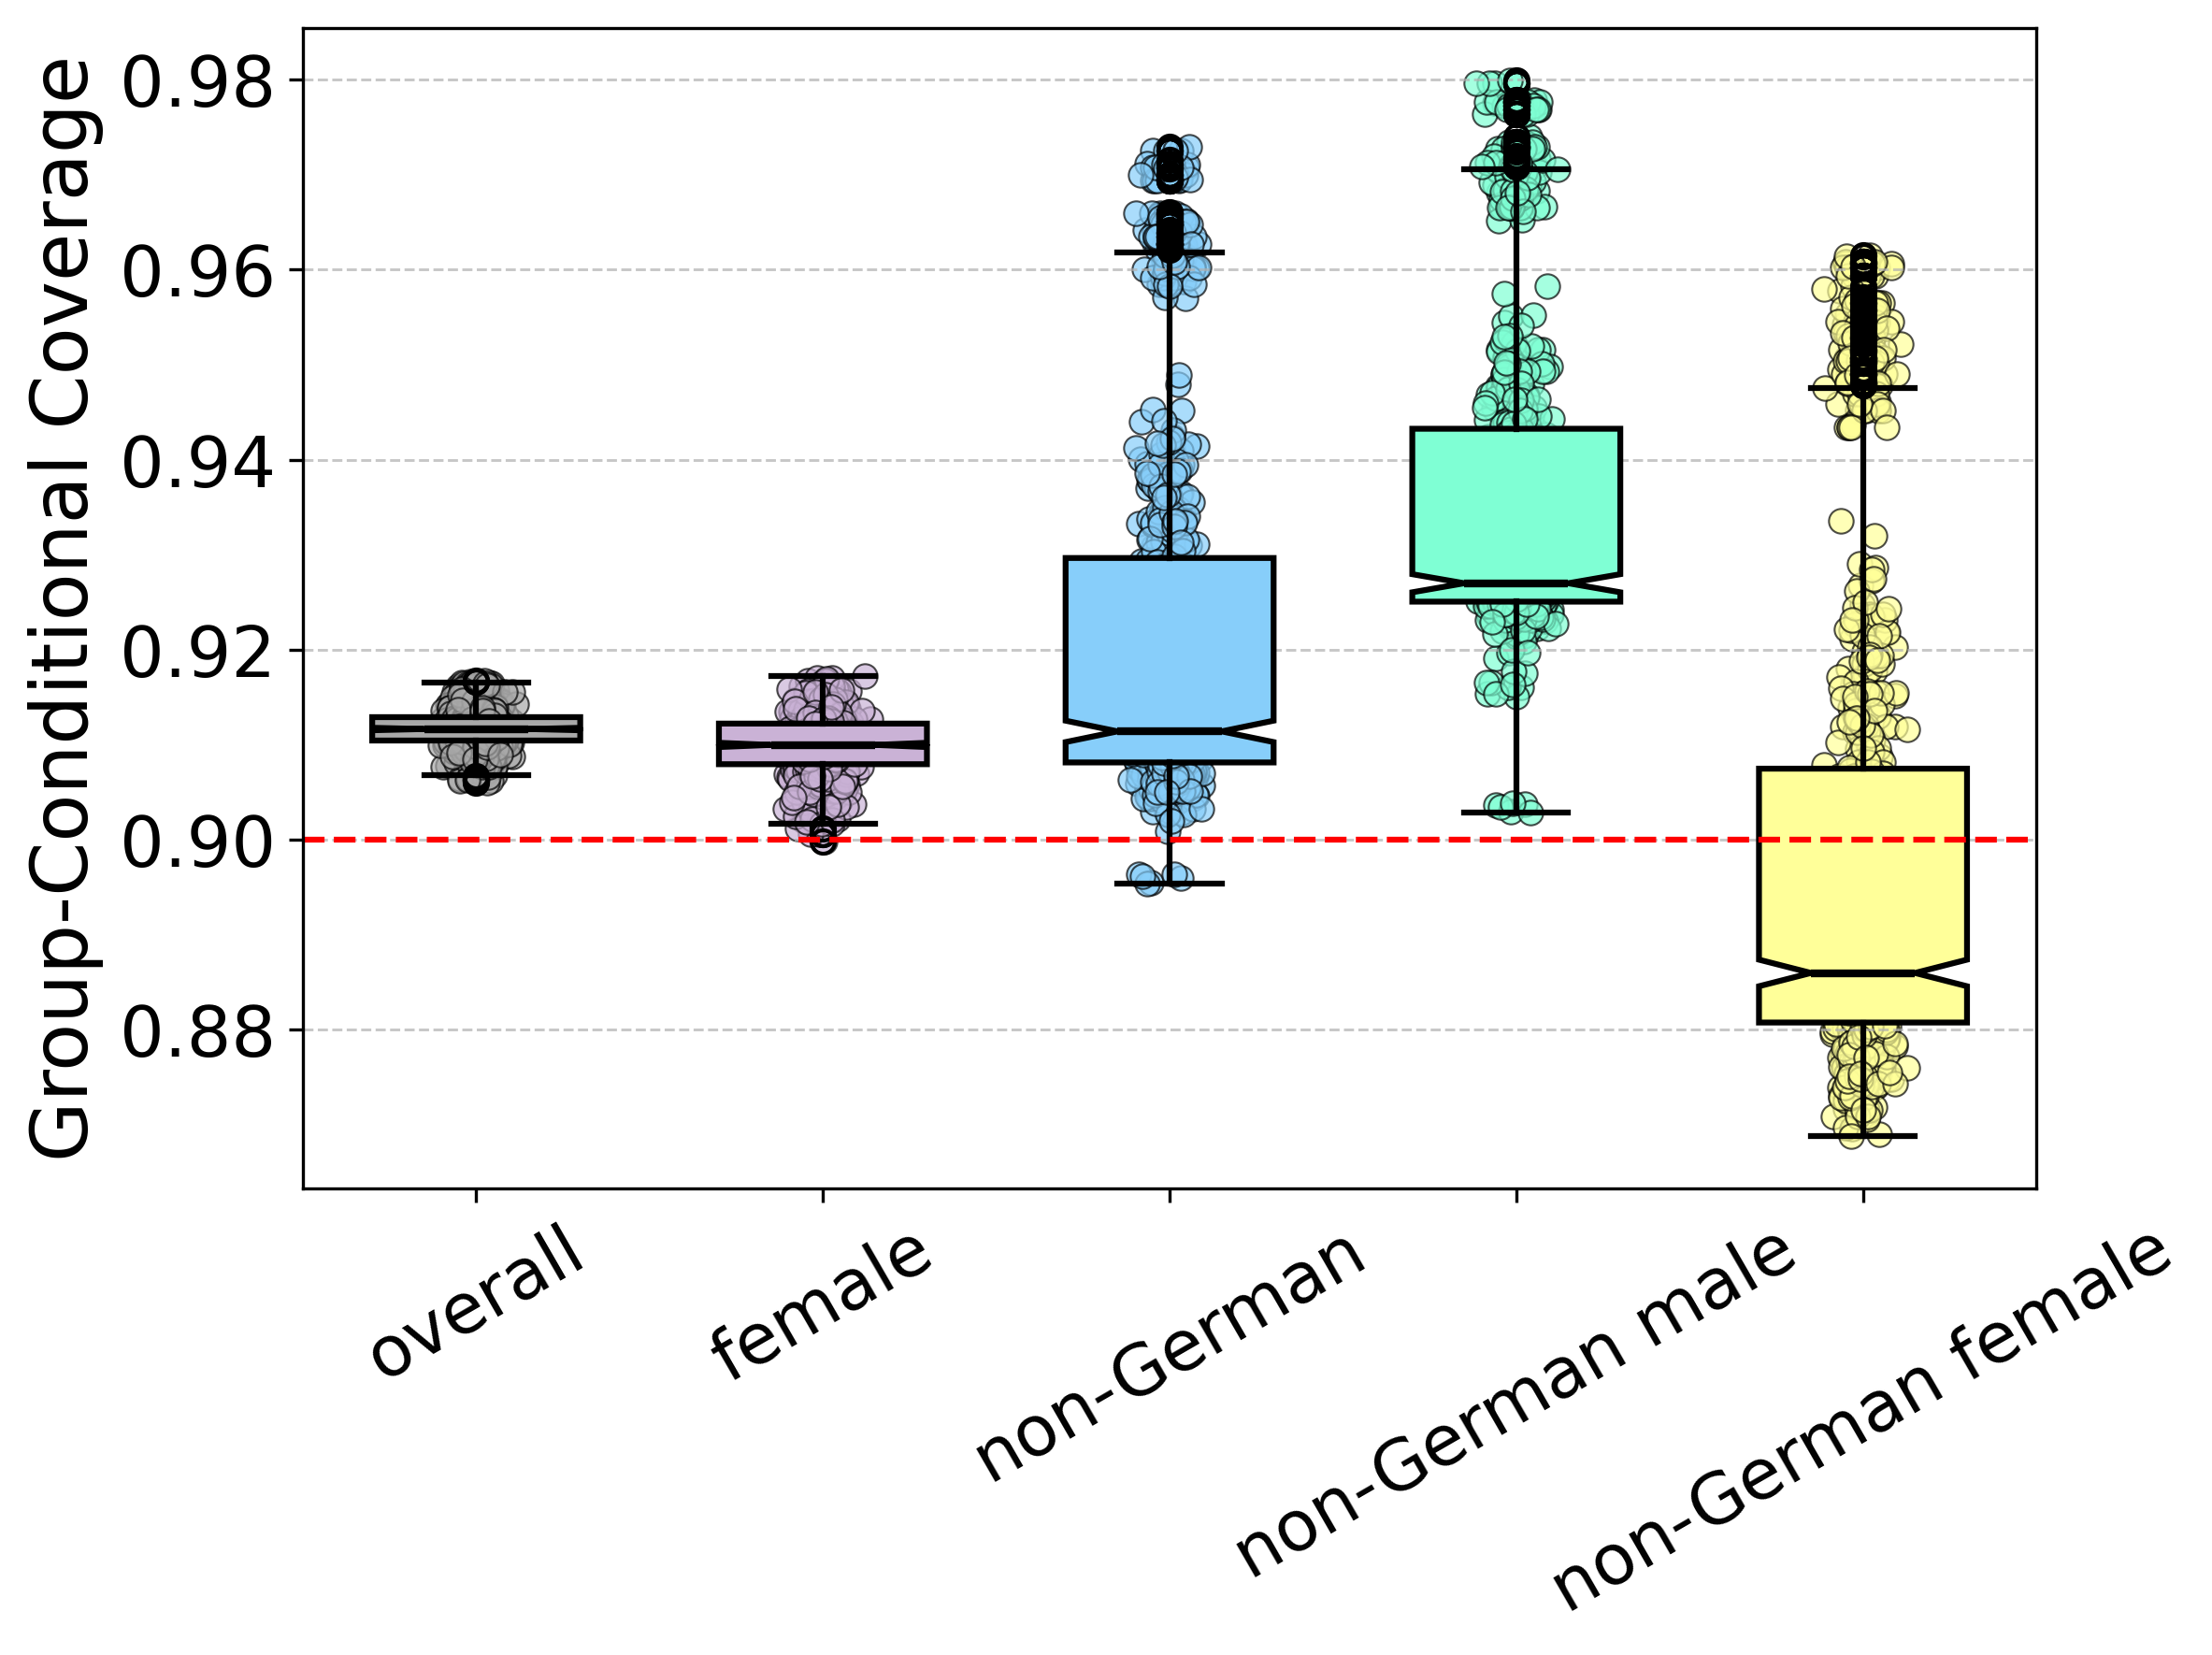 Group-Conditional Coverage
0.98
0.96
0.94
0.92
0.90
0.88
overall
female
non-German
non-German male
non-German female